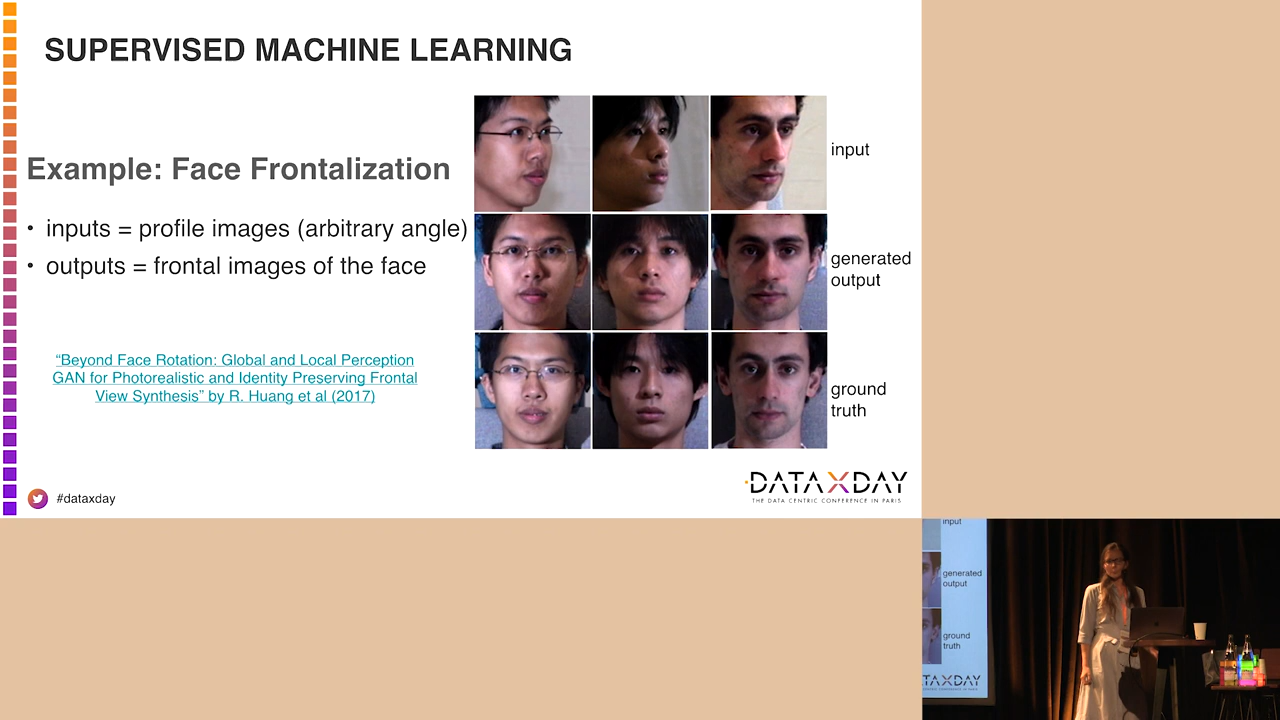 SUPERVISED MACHINE LEARNING
Example: Face Frontalization
• inputs = profile images (arbitrary angle)
• outputs = frontal images of the face
“Beyond Face Rotation: Global and Local Perception
GAN for Photorealistic and Identity Preserving Frontal
View Synthesis” by R. Huang et al (2017)
input
generated
output
ground
truth
#dataxday
DATAXDAY
THE DATA CENTRIC CONFERENCE IN PARIS
input
generated
output
ground
truth
TAXDAY